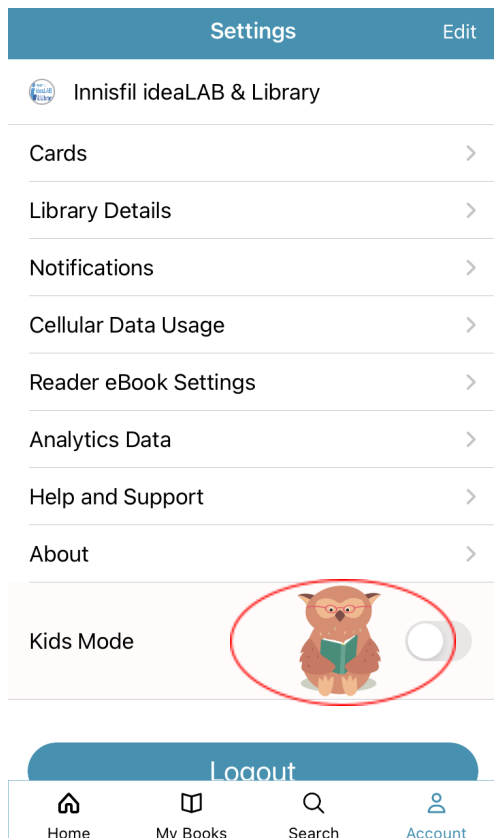 Settings
Edit
Innisfil ideaLAB & Library
Cards
Library Details
Notifications
Cellular Data Usage
Reader eBook Settings
Analytics Data
Help and Support
About
Kids Mode
Logout
Home
My Books
Search
Account